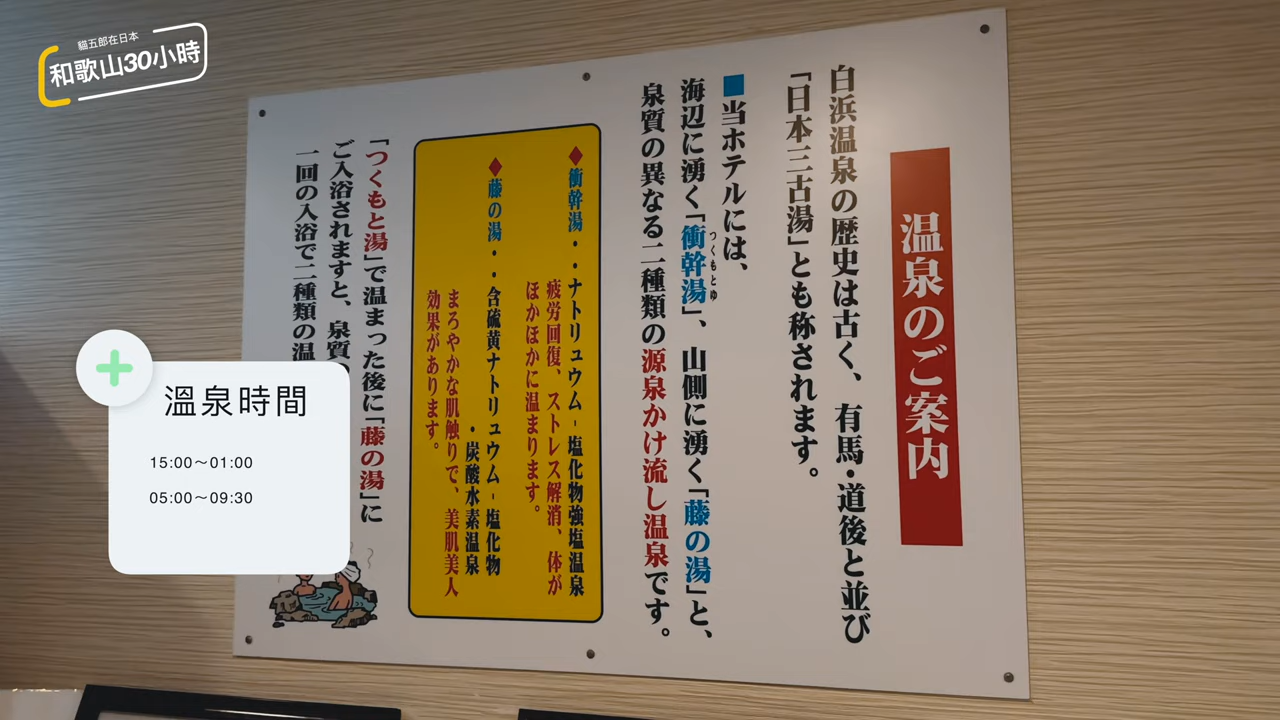 貓五郎在日本
和歌山30小時
温泉のご案内
白浜温泉の歴史は古く、有馬・道後と並び
「日本三古湯」とも称されます。
■当ホテルには、
海辺に湧く「衝幹湯」、山側に湧く「藤の湯」と、
つくもとゆ
泉質の異なる二種類の源泉かけ流し温泉です。
◆衝幹湯・・ナトリュウム-塩化物強塩温泉
疲労回復、ストレス解消、体が
ほかほかに温まります。
◆藤の湯・・含硫黄ナトリュウム-塩化物
・炭酸水素温泉
まろやかな肌触りで、美肌美人
効果があります。
「つくもと湯」で温まった後に「藤の湯」に
ご入浴されますと、泉質
一回の入浴で二種類の温
溫泉時間
15:00～01:00
05:00～09:30